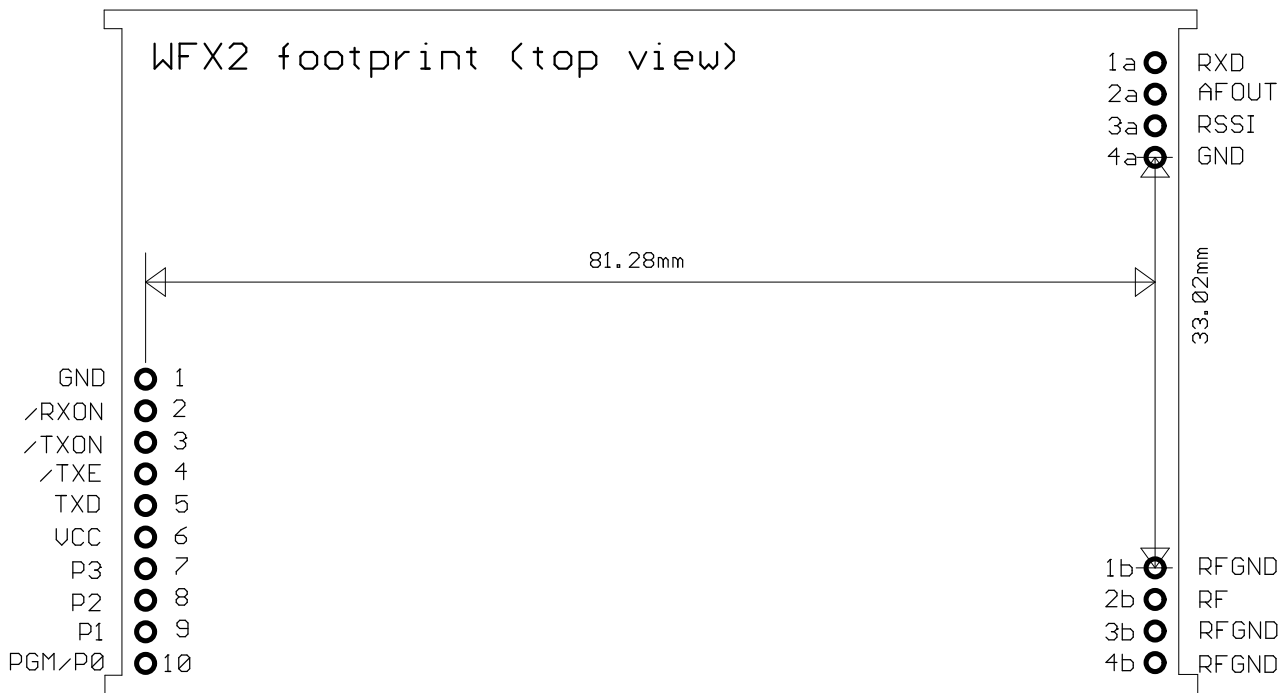 WFX2 footprint (top view)
1a RXD
2a AFOUT
3a RSSI
4a GND
81.28mm
33.02mm
GND 1
/RXON 2
/TXON 3
/TXE 4
TXD 5
VCC 6
P3 7
P2 8
P1 9
PGM/P0 10
1b RFGND
2b RF
3b RFGND
4b RFGND